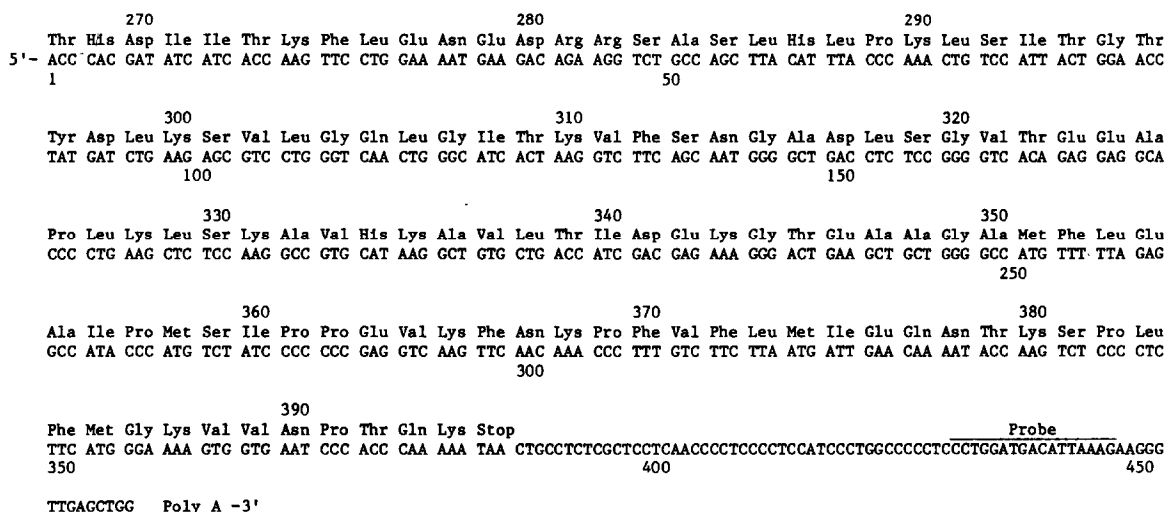 270 280 290
Thr His Asp Ile Ile Thr Lys Phe Leu Glu Asn Glu Asp Arg Arg Ser Ala Ser Leu His Leu Pro Lys Leu Ser Ile Thr Gly Thr
5'- ACC CAC GAT ATC ATC ACC AAG TTC CTG GAA AAT GAA GAC AGA AGG TCT GCC AGC TTA CAT TTA CCC AAA CTG TCC ATT ACT GGA ACC
1 50
300 310 320
Tyr Asp Leu Lys Ser Val Leu Gly Gln Leu Gly Ile Thr Lys Val Phe Ser Asn Gly Ala Asp Leu Ser Gly Val Thr Glu Glu Ala
TAT GAT CTG AAG AGC GTC CTG GGT CAA CTG GGC ATC ACT AAG GTC TTC AGC AAT GGG GCT GAC CTC TCC GGG GTC ACA GAG GAG GCA
100 150
330 340 350
Pro Leu Lys Leu Ser Lys Ala Val His Lys Ala Val Leu Thr Ile Asp Glu Lys Gly Thr Glu Ala Ala Gly Ala Met Phe Leu Glu
CCC CTG AAG CTC TCC AAG GCC GTG CAT AAG GCT GTG CTG ACC ATC GAC GAG AAA GGG ACT GAA GCT GCT GGG GCC ATG TTT TTA GAG
250
360 370 380
Ala Ile Pro Met Ser Ile Pro Pro Glu Val Lys Phe Asn Lys Pro Phe Val Phe Leu Met Ile Glu Gln Asn Thr Lys Ser Pro Leu
GCC ATA CCC ATG TCT ATC CCC CCC GAG GTC AAG TTC AAC AAA CCC TTT GTC TTC TTA ATG ATT GAA CAA AAT ACC AAG TCT CCC CTC
300
390
Phe Met Gly Lys Val Val Asn Pro Thr Gln Lys Stop Probe
TTC ATG GGA AAA GTG GTG AAT CCC ACC CAA AAA TAA CTGCCTCTCGCTCCTCAACCCCTCCCCTCCATCCCTGGCCCCCTCCCTGGATGACATTAAAGAAGGG
350 400 450
TTGAGCTGG Poly A -3'